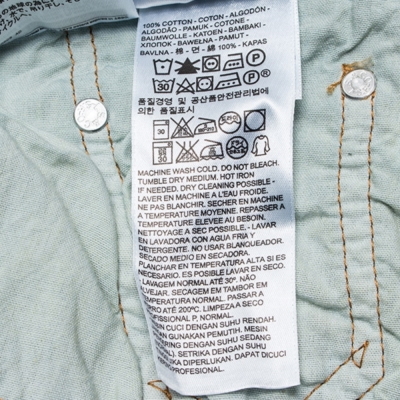 100% COTTON - COTON - ALGODÓN -
ALGODÃO - PAMUK - COTONE -
BAUMWOLLE - KATOEN - BAMBAKI -
ХЛОПОК - BAWEŁNA - PAMUT -
BAVLNA - 棉 - 면 - 綿 100% - KAPAS
30
P
품질경영 및 공산품안전관리법에
의한 품질표시
MACHINE WASH COLD. DO NOT BLEACH.
TUMBLE DRY MEDIUM. HOT IRON
IF NEEDED. DRY CLEANING POSSIBLE -
LAVER EN MACHINE A L'EAU FROIDE.
NE PAS BLANCHIR. SECHER EN MACHINE
A TEMPERATURE MOYENNE. REPASSER A
TEMPERATURE ELEVEE AU BESOIN.
NETTOYAGE A SEC POSSIBLE. -
LAVAR EN LAVADORA CON AGUA FRIA Y
DETERGENTE. NO USAR BLANQUEADOR.
SECADO MEDIO EN SECADORA.
PLANCHAR EN TEMPERATURA ALTA SI ES
NECESARIO. ES POSIBLE LAVAR EN SECO.
- LAVAGEM NORMAL ATÉ 30º. NÃO
ALVEJAR. SECAGEM EM TAMBOR EM
TEMPERATURA NORMAL. PASSAR A
FERRO ATÉ 200ºC. LIMPEZA A SECO
PROFISSIONAL P, NORMAL.
MESIN CUCI DENGAN SUHU RENDAH.
JANGAN GUNAKAN PEMUTIH. MESIN
PENGERING DENGAN SUHU SEDANG
SETRIKA DENGAN SUHU
DIPERLUKAN. DAPAT DICUCI
PROFESSIONAL.